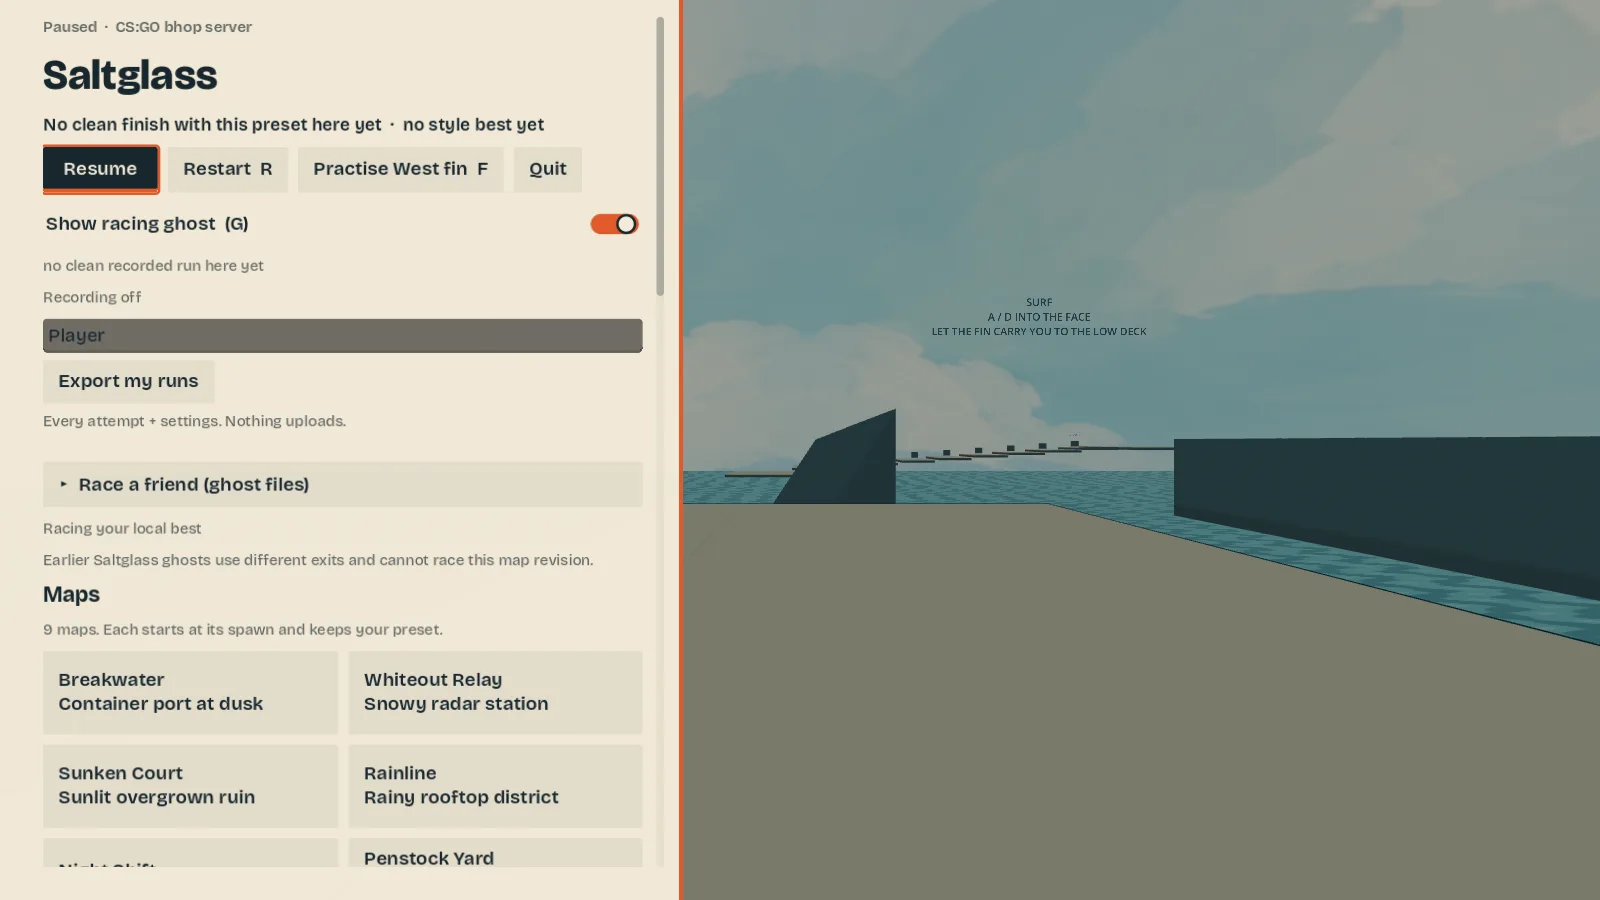 Paused · CS:GO bhop server
Saltglass
No clean finish with this preset here yet · no style best yet
Resume
Restart R
Practise West fin F
Quit
Show racing ghost (G)
no clean recorded run here yet
Recording off
Player
Export my runs
Every attempt + settings. Nothing uploads.
Race a friend (ghost files)
Racing your local best
Earlier Saltglass ghosts use different exits and cannot race this map revision.
Maps
9 maps. Each starts at its spawn and keeps your preset.
Breakwater
Container port at dusk
Whiteout Relay
Snowy radar station
Sunken Court
Sunlit overgrown ruin
Rainline
Rainy rooftop district
Night Shift
Penstock Yard
SURF
A / D INTO THE FACE
LET THE FIN CARRY YOU TO THE LOW DECK